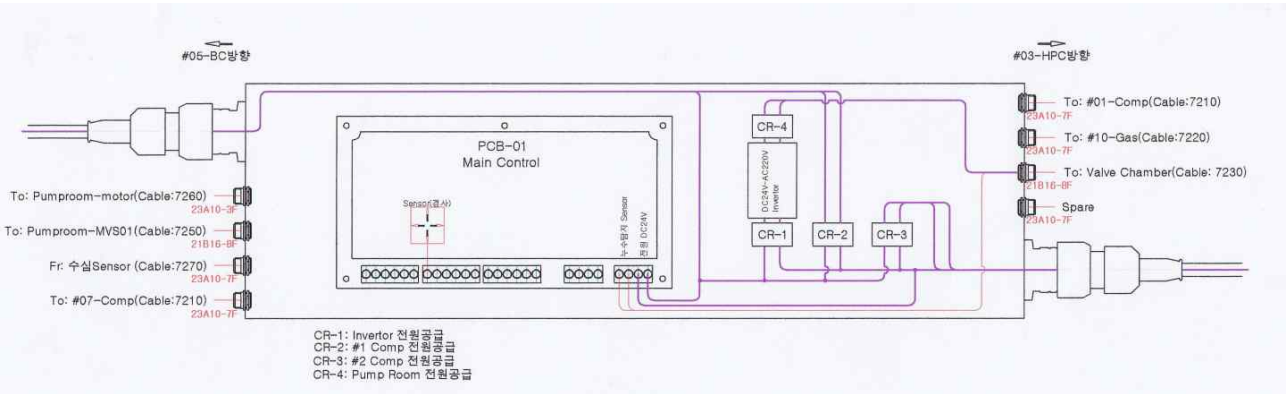 #05-BC방향
#03-HPC방향
To: #01-Comp(Cable:7210)
23A10-7F
To: #10-Gas(Cable:7220)
23A10-7F
To: Valve Chamber(Cable: 7230)
21B16-8F
Spare
23A10-7F
To: Pumproom-motor(Cable:7260)
23A10-3F
To: Pumproom-MVS01(Cable:7250)
21B16-8F
Fr: 수심Sensor (Cable:7270)
23A10-7F
To: #07-Comp(Cable:7210)
23A10-7F
PCB-01
Main Control
Sensor(경사)
누수탐지 Sensor
전원 DC24V
CR-4
DC24V-AC220V
Invertor
CR-1
CR-2
CR-3
CR-1: Invertor 전원공급
CR-2: #1 Comp 전원공급
CR-3: #2 Comp 전원공급
CR-4: Pump Room 전원공급